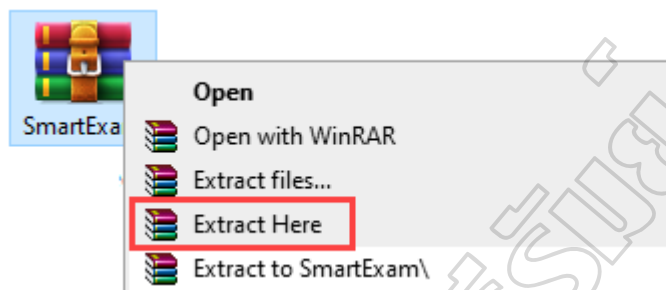 Open
SmartExa
Open with WinRAR
Extract files...
Extract Here
Extract to SmartExam\